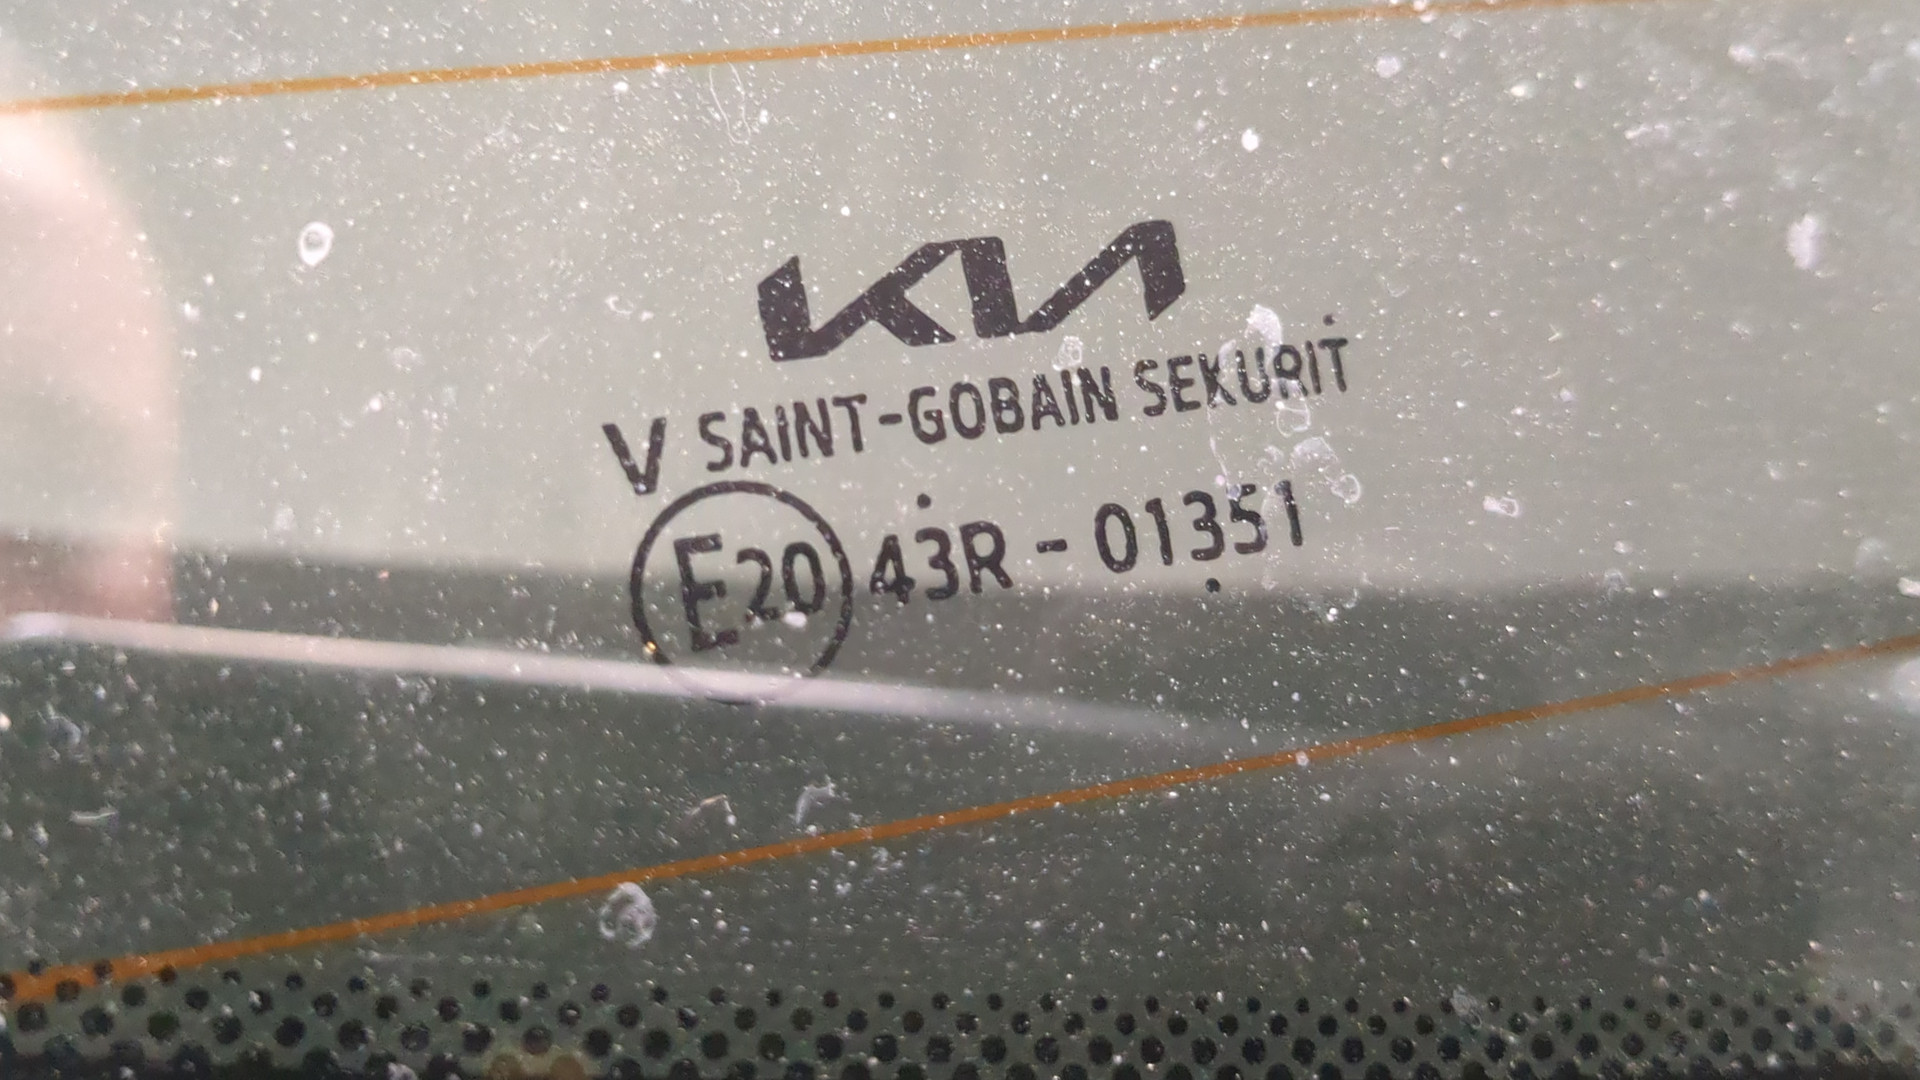 KIA
V SAINT-GOBAIN SEKURIT
E20 43R - 01351